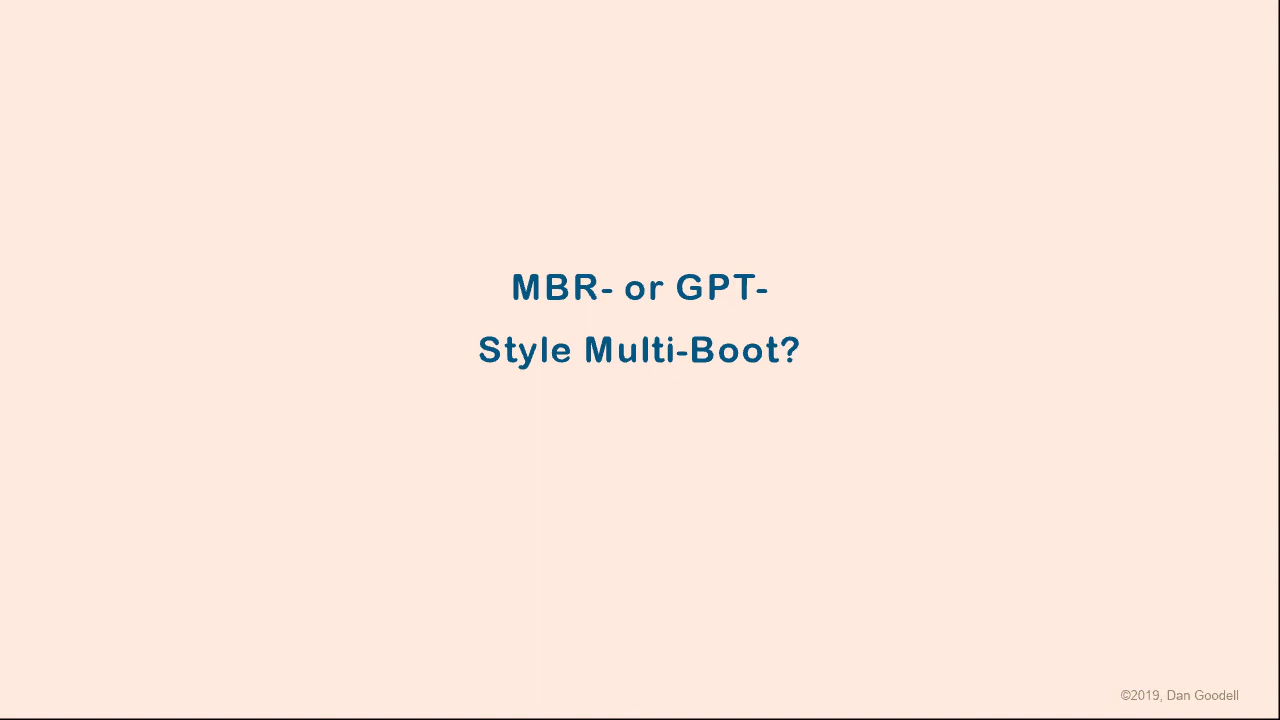 MBR- or GPT-
Style Multi-Boot?
©2019, Dan Goodell